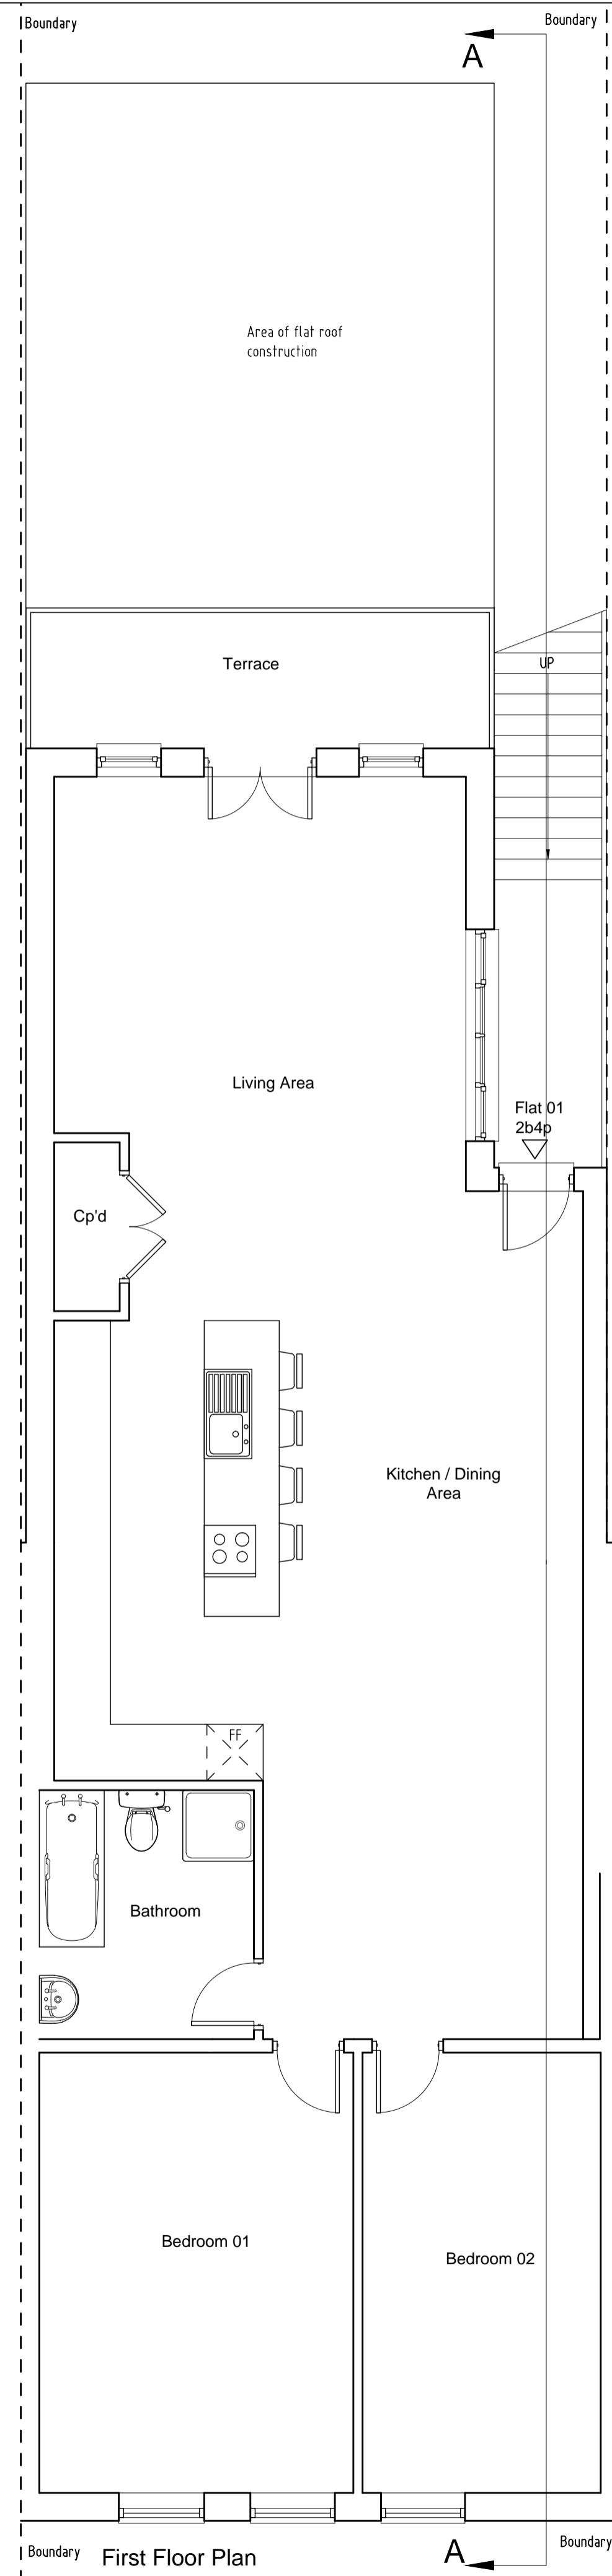 Boundary
Boundary
A
Area of flat roof
construction
Terrace
UP
Living Area
Flat 01
2b4p
Cp'd
Kitchen / Dining
Area
FF
Bathroom
Bedroom 01
Bedroom 02
Boundary
First Floor Plan
A
Boundary